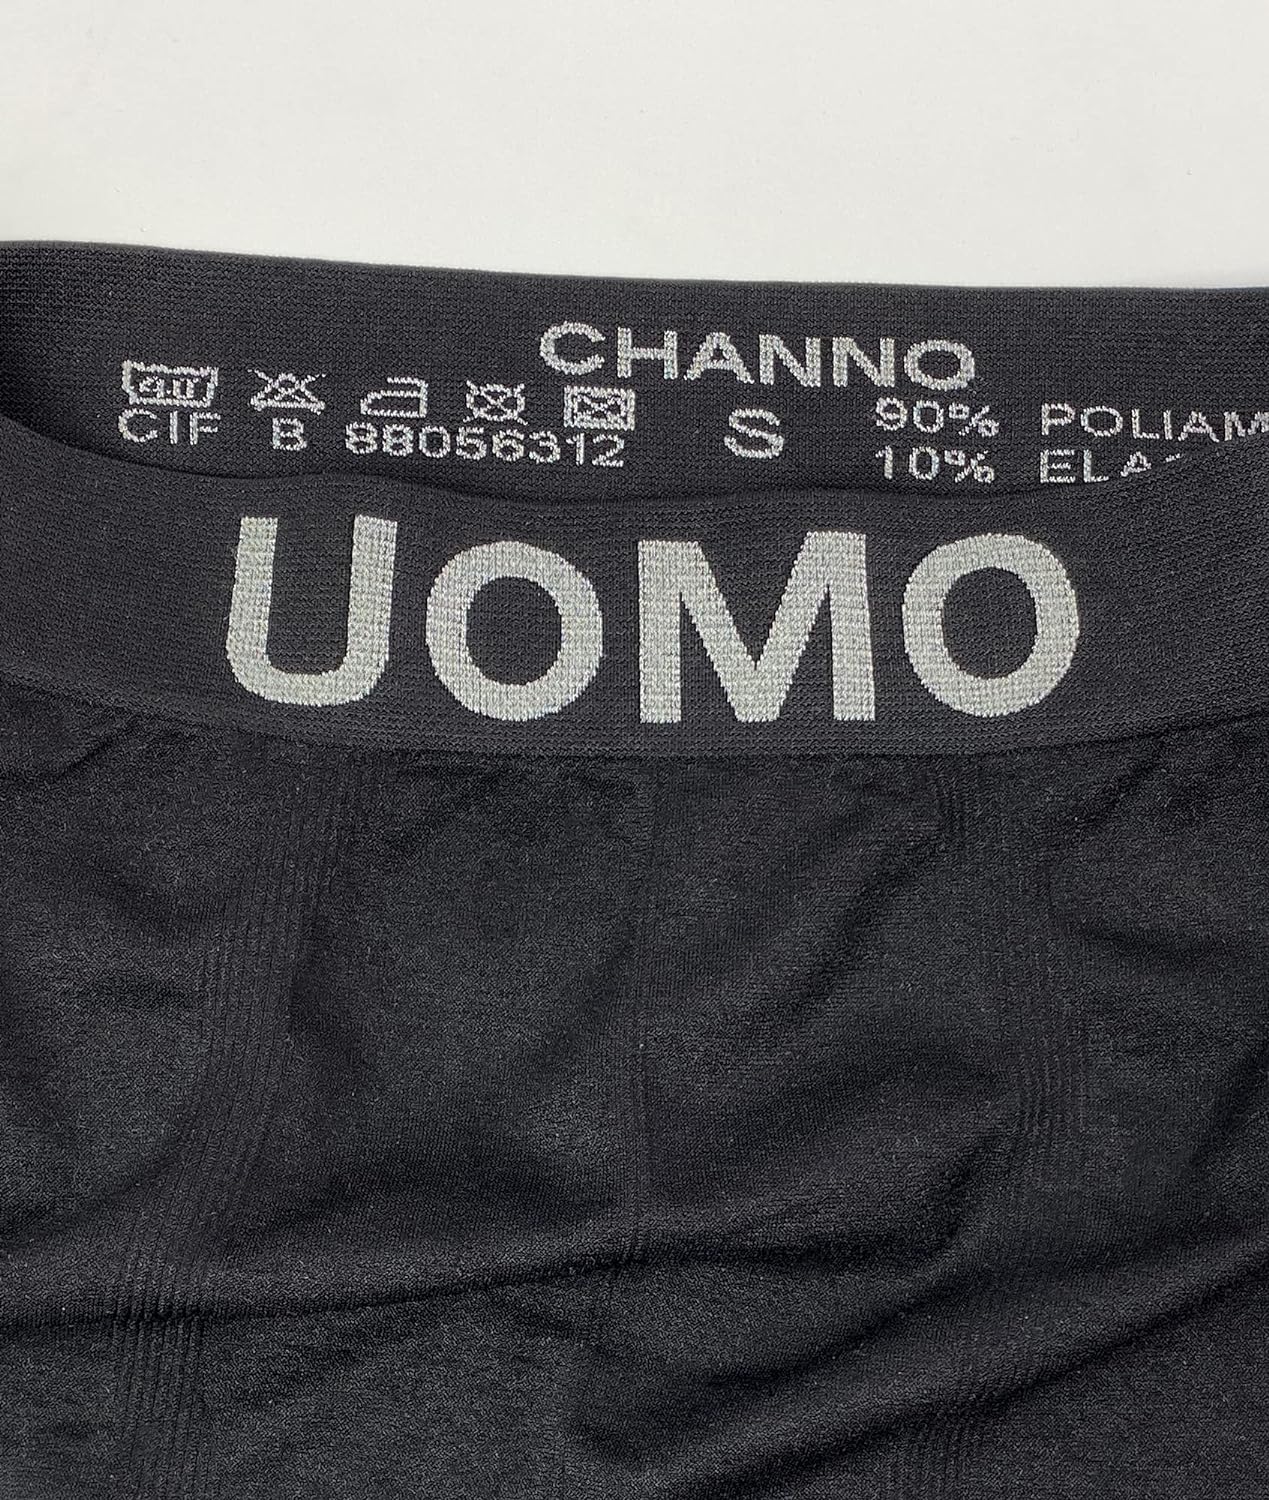 CHANNO
CIF B 88056312 S 90% POLIAM
10% ELA
UOMO